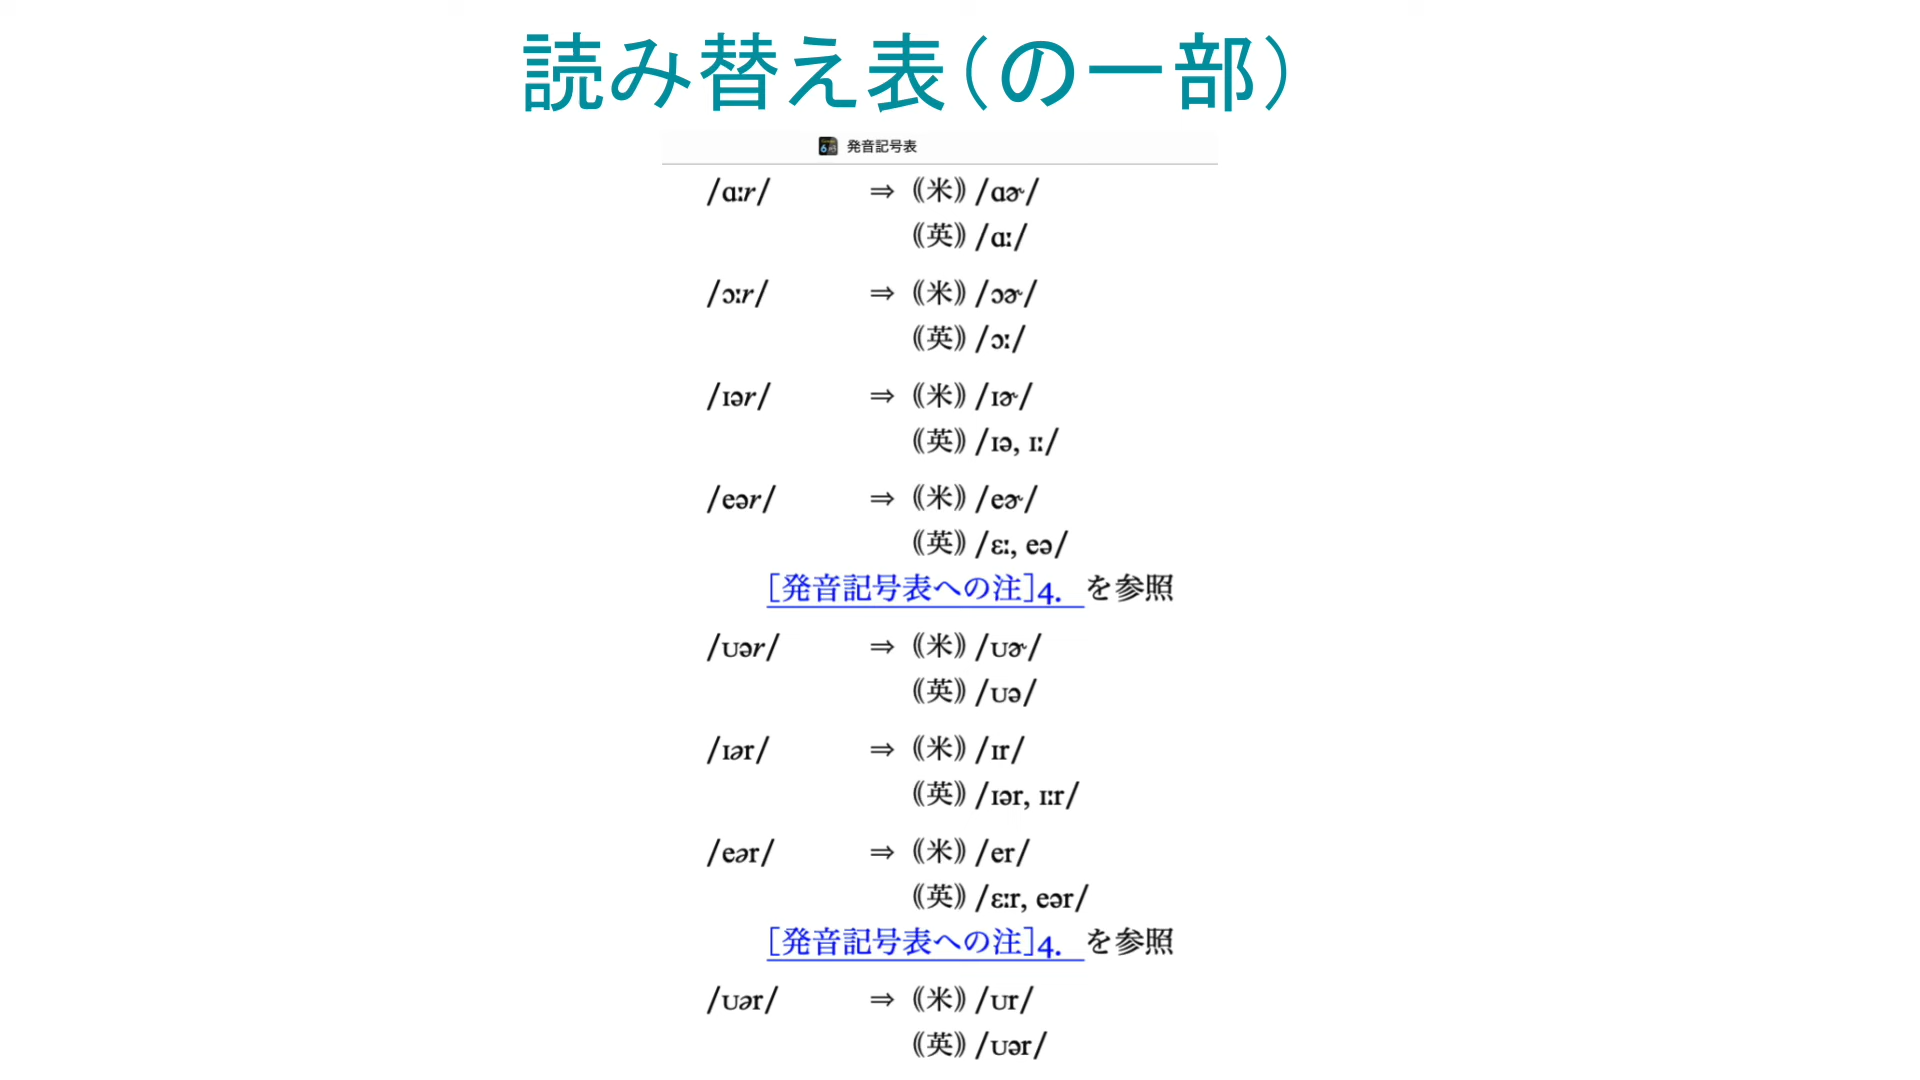 読み替え表(の一部)
発音記号表
/ɑːr/ ⇒ 《米》 /ɑɚ/
《英》 /ɑː/
/ɔːr/ ⇒ 《米》 /ɔɚ/
《英》 /ɔː/
/ɪər/ ⇒ 《米》 /ɪɚ/
《英》 /ɪə, ɪː/
/eər/ ⇒ 《米》 /eɚ/
《英》 /ɛː, eə/
[発音記号表への注]4. を参照
/ʊər/ ⇒ 《米》 /ʊɚ/
《英》 /ʊə/
/ɪər/ ⇒ 《米》 /ɪr/
《英》 /ɪər, ɪːr/
/eər/ ⇒ 《米》 /er/
《英》 /ɛːr, eər/
[発音記号表への注]4. を参照
/ʊər/ ⇒ 《米》 /ʊr/
《英》 /ʊər/